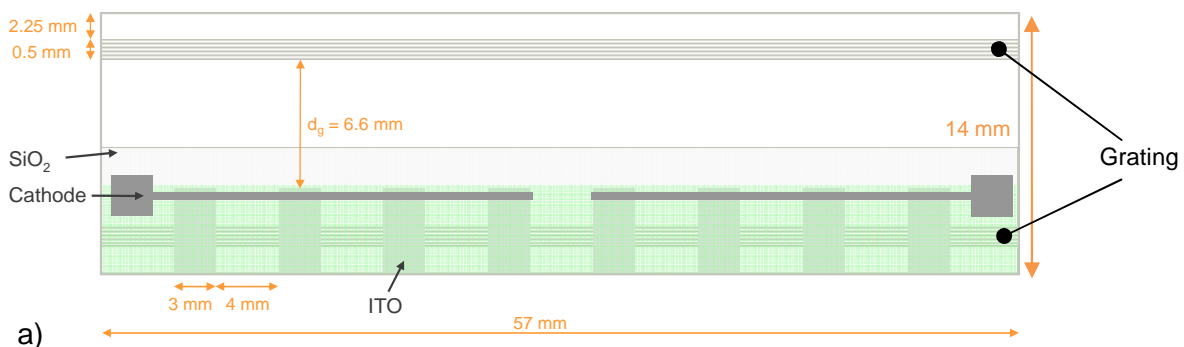 2.25 mm
0.5 mm
d_g = 6.6 mm
14 mm
SiO₂
Grating
Cathode
3 mm
4 mm
ITO
57 mm
a)